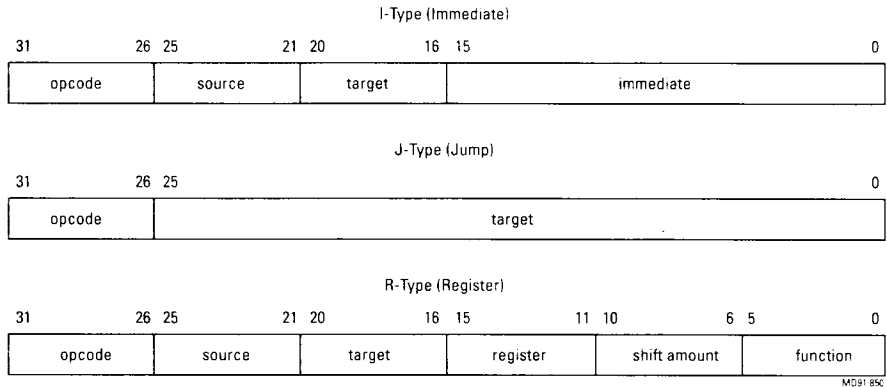 I-Type (Immediate)
31 26 25 21 20 16 15 0
opcode source target immediate
J-Type (Jump)
31 26 25 0
opcode target
R-Type (Register)
31 26 25 21 20 16 15 11 10 6 5 0
opcode source target register shift amount function
MD91 850